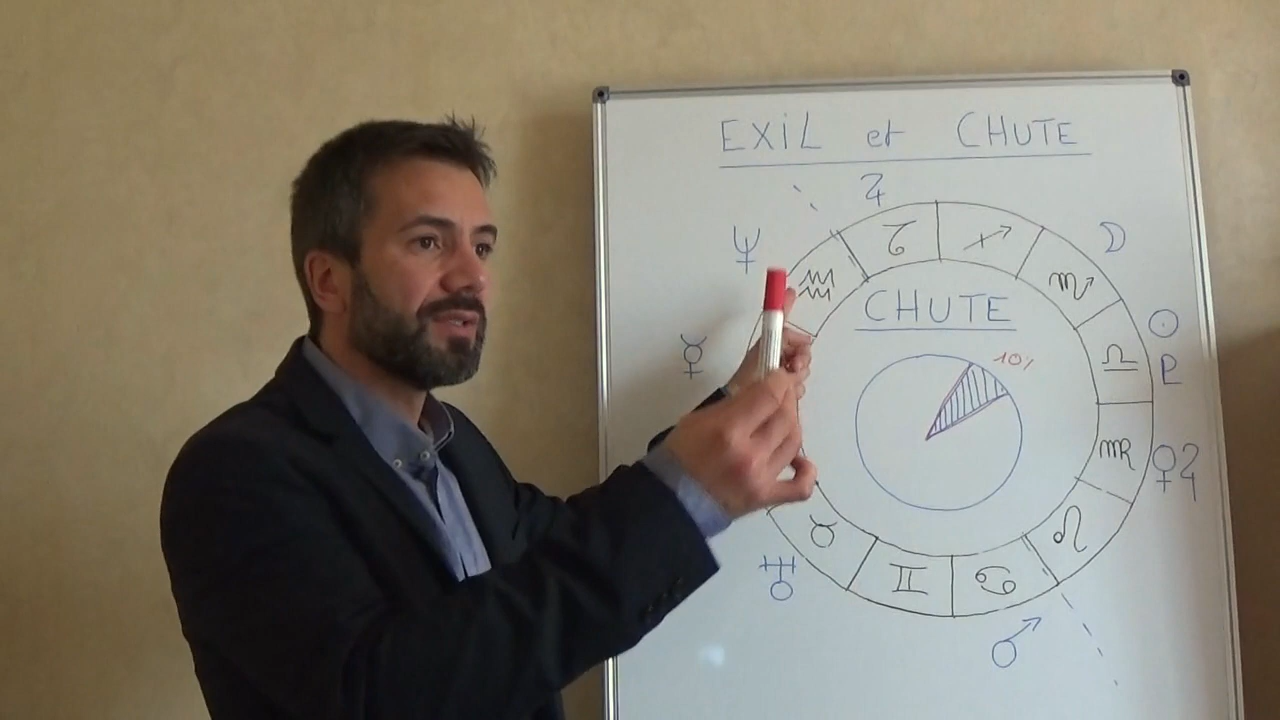 EXIL et CHUTE
♃
♆ ♒ ♑ ♐ ♏ ☽
CHUTE
☿ 10% ♎ ☉
P
♍ ♀
♉ ♌
♅ ♊ ♋
♂